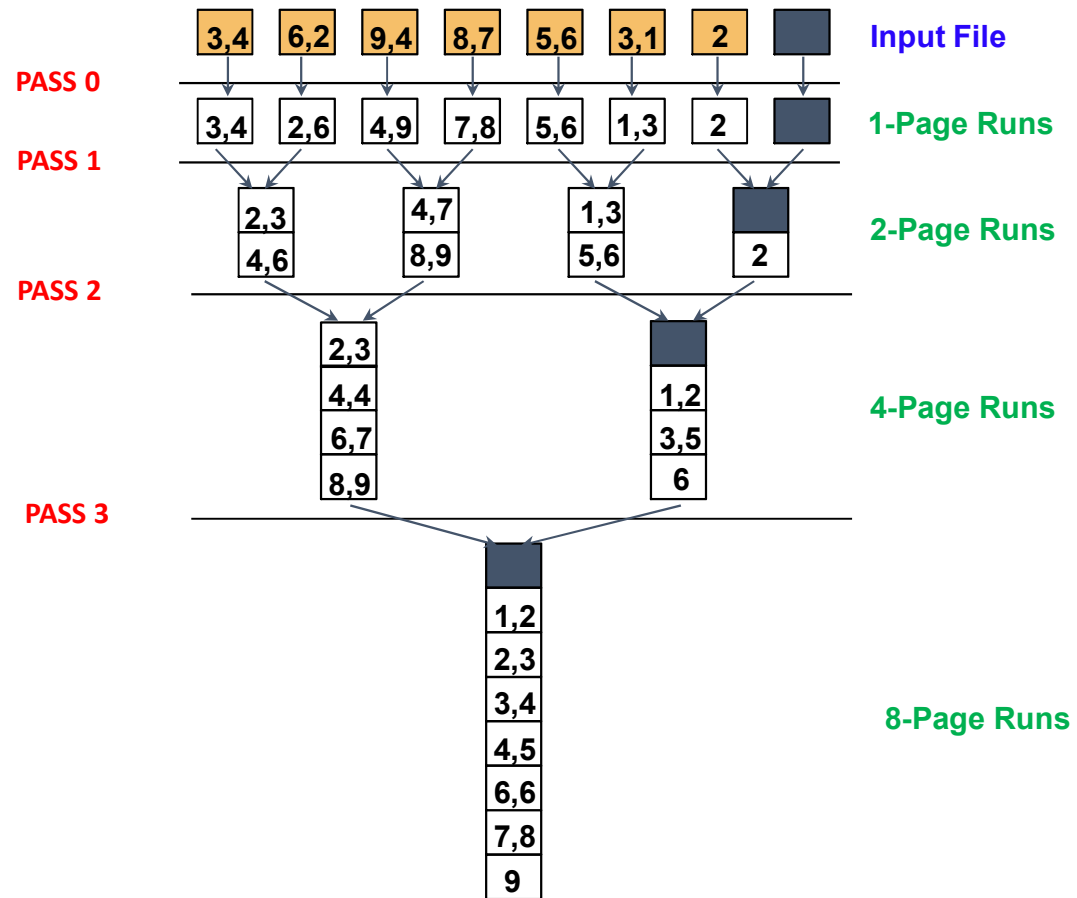 3,4 6,2 9,4 8,7 5,6 3,1 2 Input File
PASS 0
3,4 2,6 4,9 7,8 5,6 1,3 2 1-Page Runs
PASS 1
2,3 4,7 1,3
4,6 8,9 5,6 2
2-Page Runs
PASS 2
2,3
4,4 1,2
6,7 3,5
8,9 6
4-Page Runs
PASS 3
1,2
2,3
3,4
4,5
6,6
7,8
9
8-Page Runs